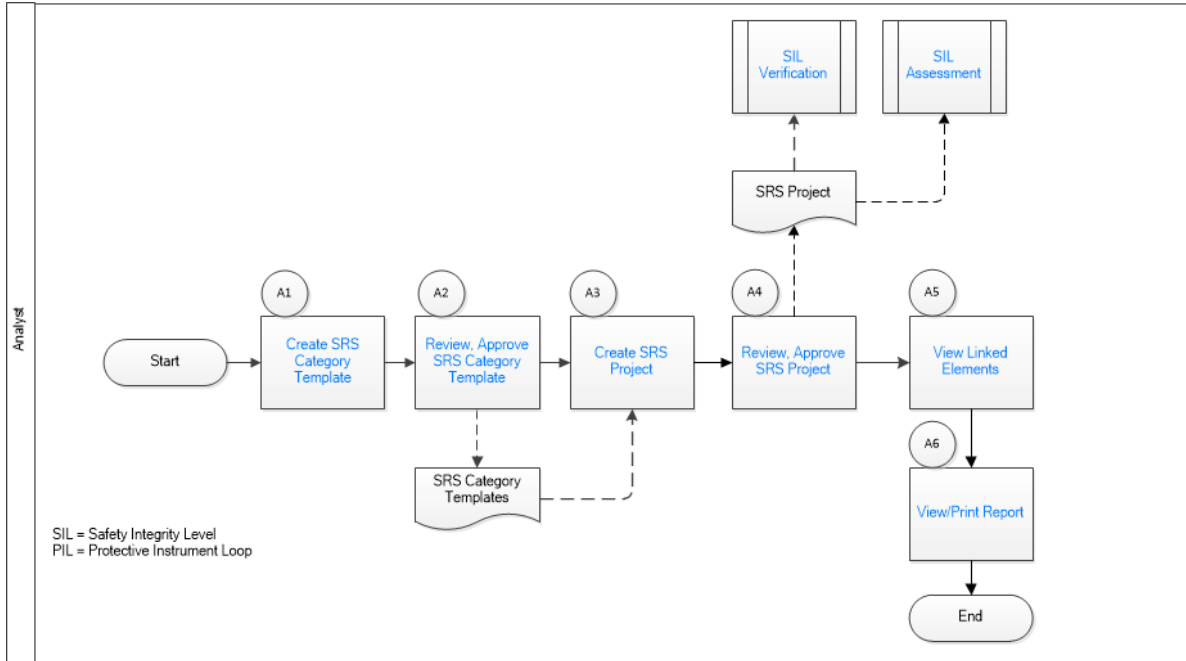 Analyst
SIL
Verification
SIL
Assessment
SRS Project
A1
A2
A3
A4
A5
Start
Create SRS
Category
Template
Review, Approve
SRS Category
Template
Create SRS
Project
Review, Approve
SRS Project
View Linked
Elements
A6
SRS Category
Templates
View/Print Report
SIL = Safety Integrity Level
PIL = Protective Instrument Loop
End